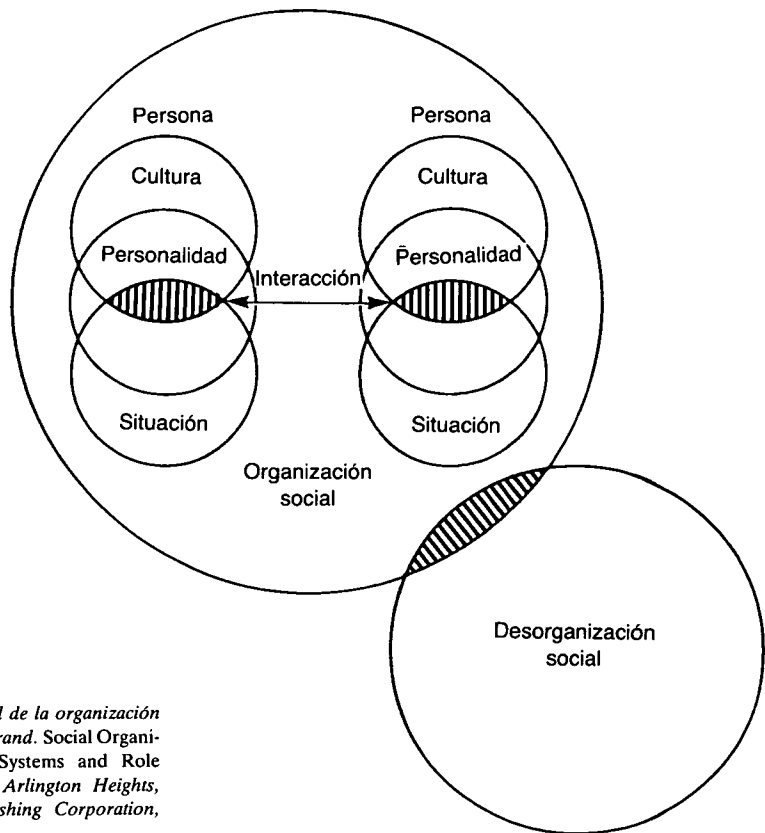 Persona
Persona
Cultura
Cultura
Personalidad
Personalidad
Interacción
Situación
Situación
Organización
social
Desorganización
social
de la organización
rand. Social Organi-
Systems and Role
Arlington Heights,
shing Corporation,